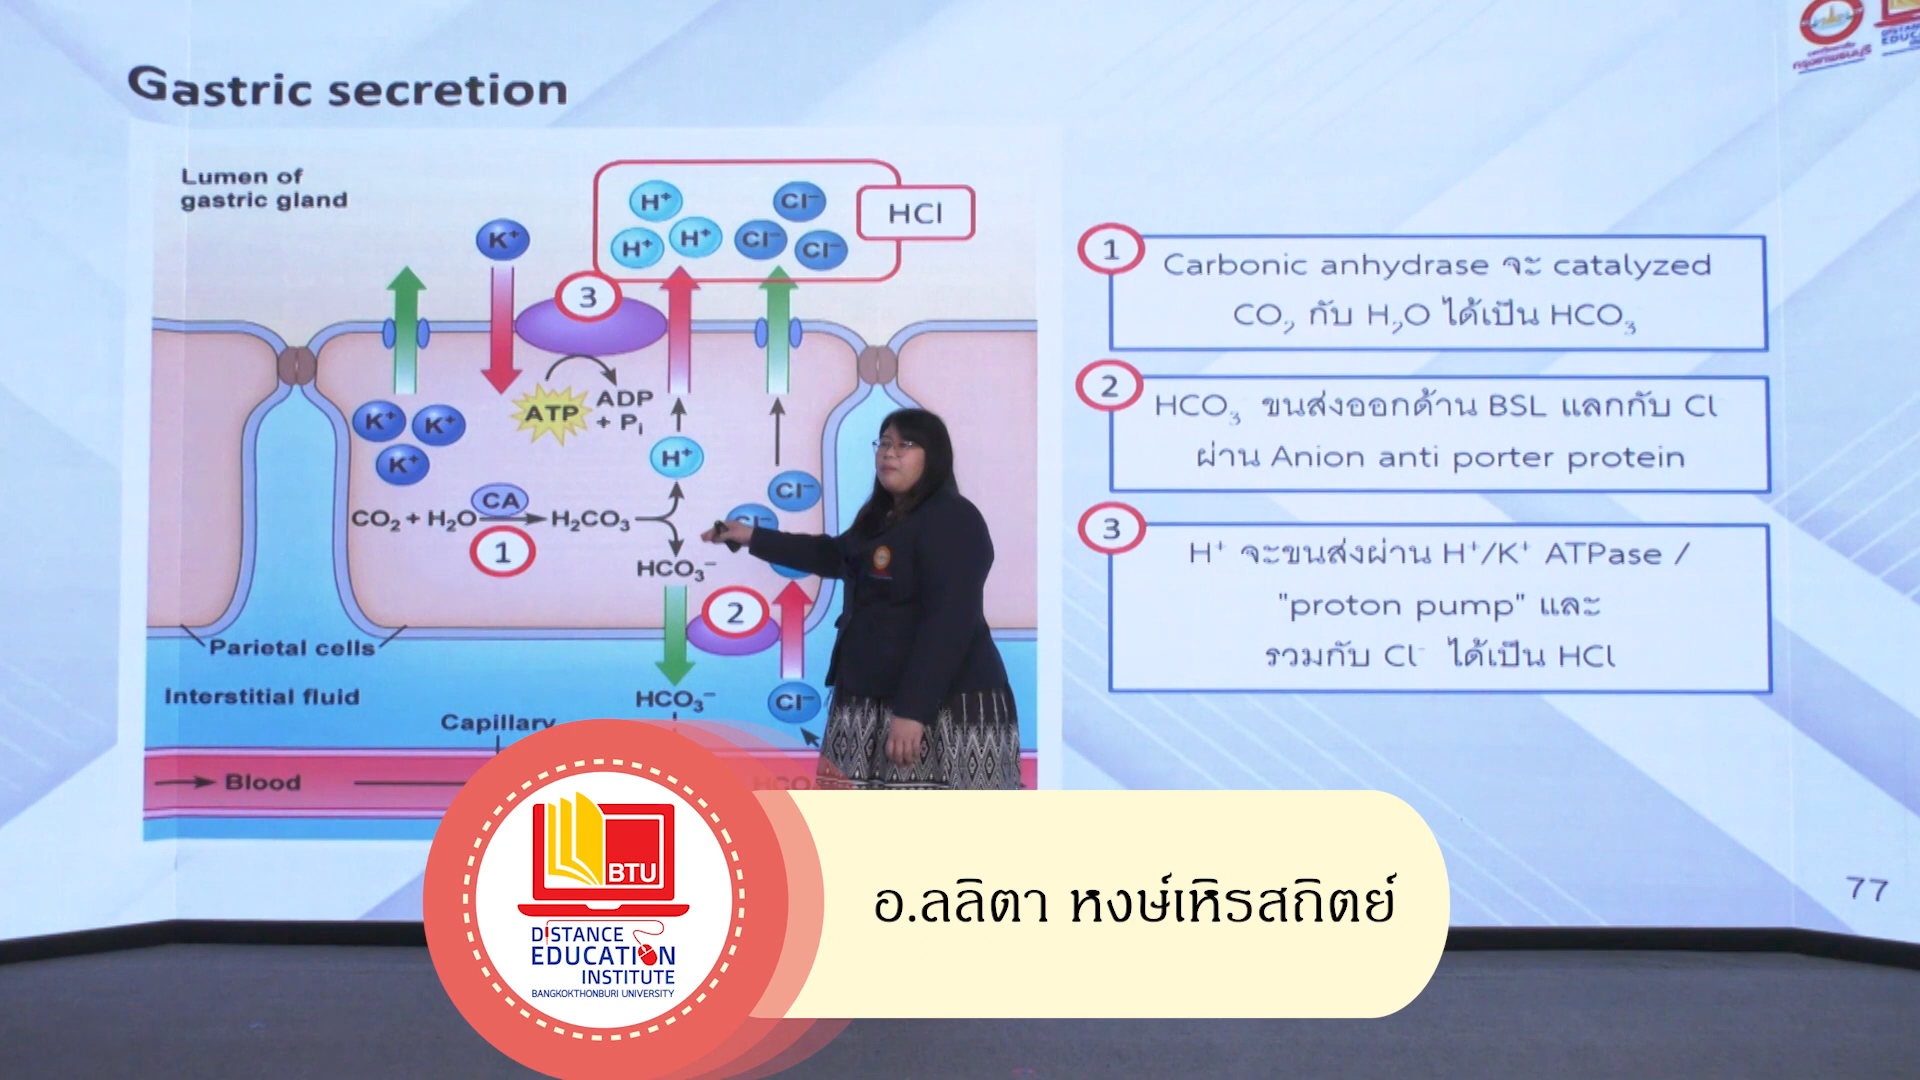 Gastric secretion
Lumen of
gastric gland
K⁺
H⁺
H⁺
H⁺
Cl⁻
Cl⁻
Cl⁻
HCl
3
ATP
ADP
+ Pᵢ
K⁺
K⁺
K⁺
H⁺
Cl⁻
Cl⁻
CO₂ + H₂O
CA
H₂CO₃
1
HCO₃⁻
2
Parietal cells
Interstitial fluid
HCO₃⁻
Cl⁻
Capillary
Blood
1
Carbonic anhydrase จะ catalyzed
CO₂ กับ H₂O ได้เป็น HCO₃
2
HCO₃ ขนส่งออกด้าน BSL แลกกับ Cl
ผ่าน Anion anti porter protein
3
H⁺ จะขนส่งผ่าน H⁺/K⁺ ATPase /
"proton pump" และ
รวมกับ Cl⁻ ได้เป็น HCl
77
BTU
DISTANCE
EDUCATION
INSTITUTE
BANGKOKTHONBURI UNIVERSITY
อ.ลลิตา หงษ์เหิรสถิตย์